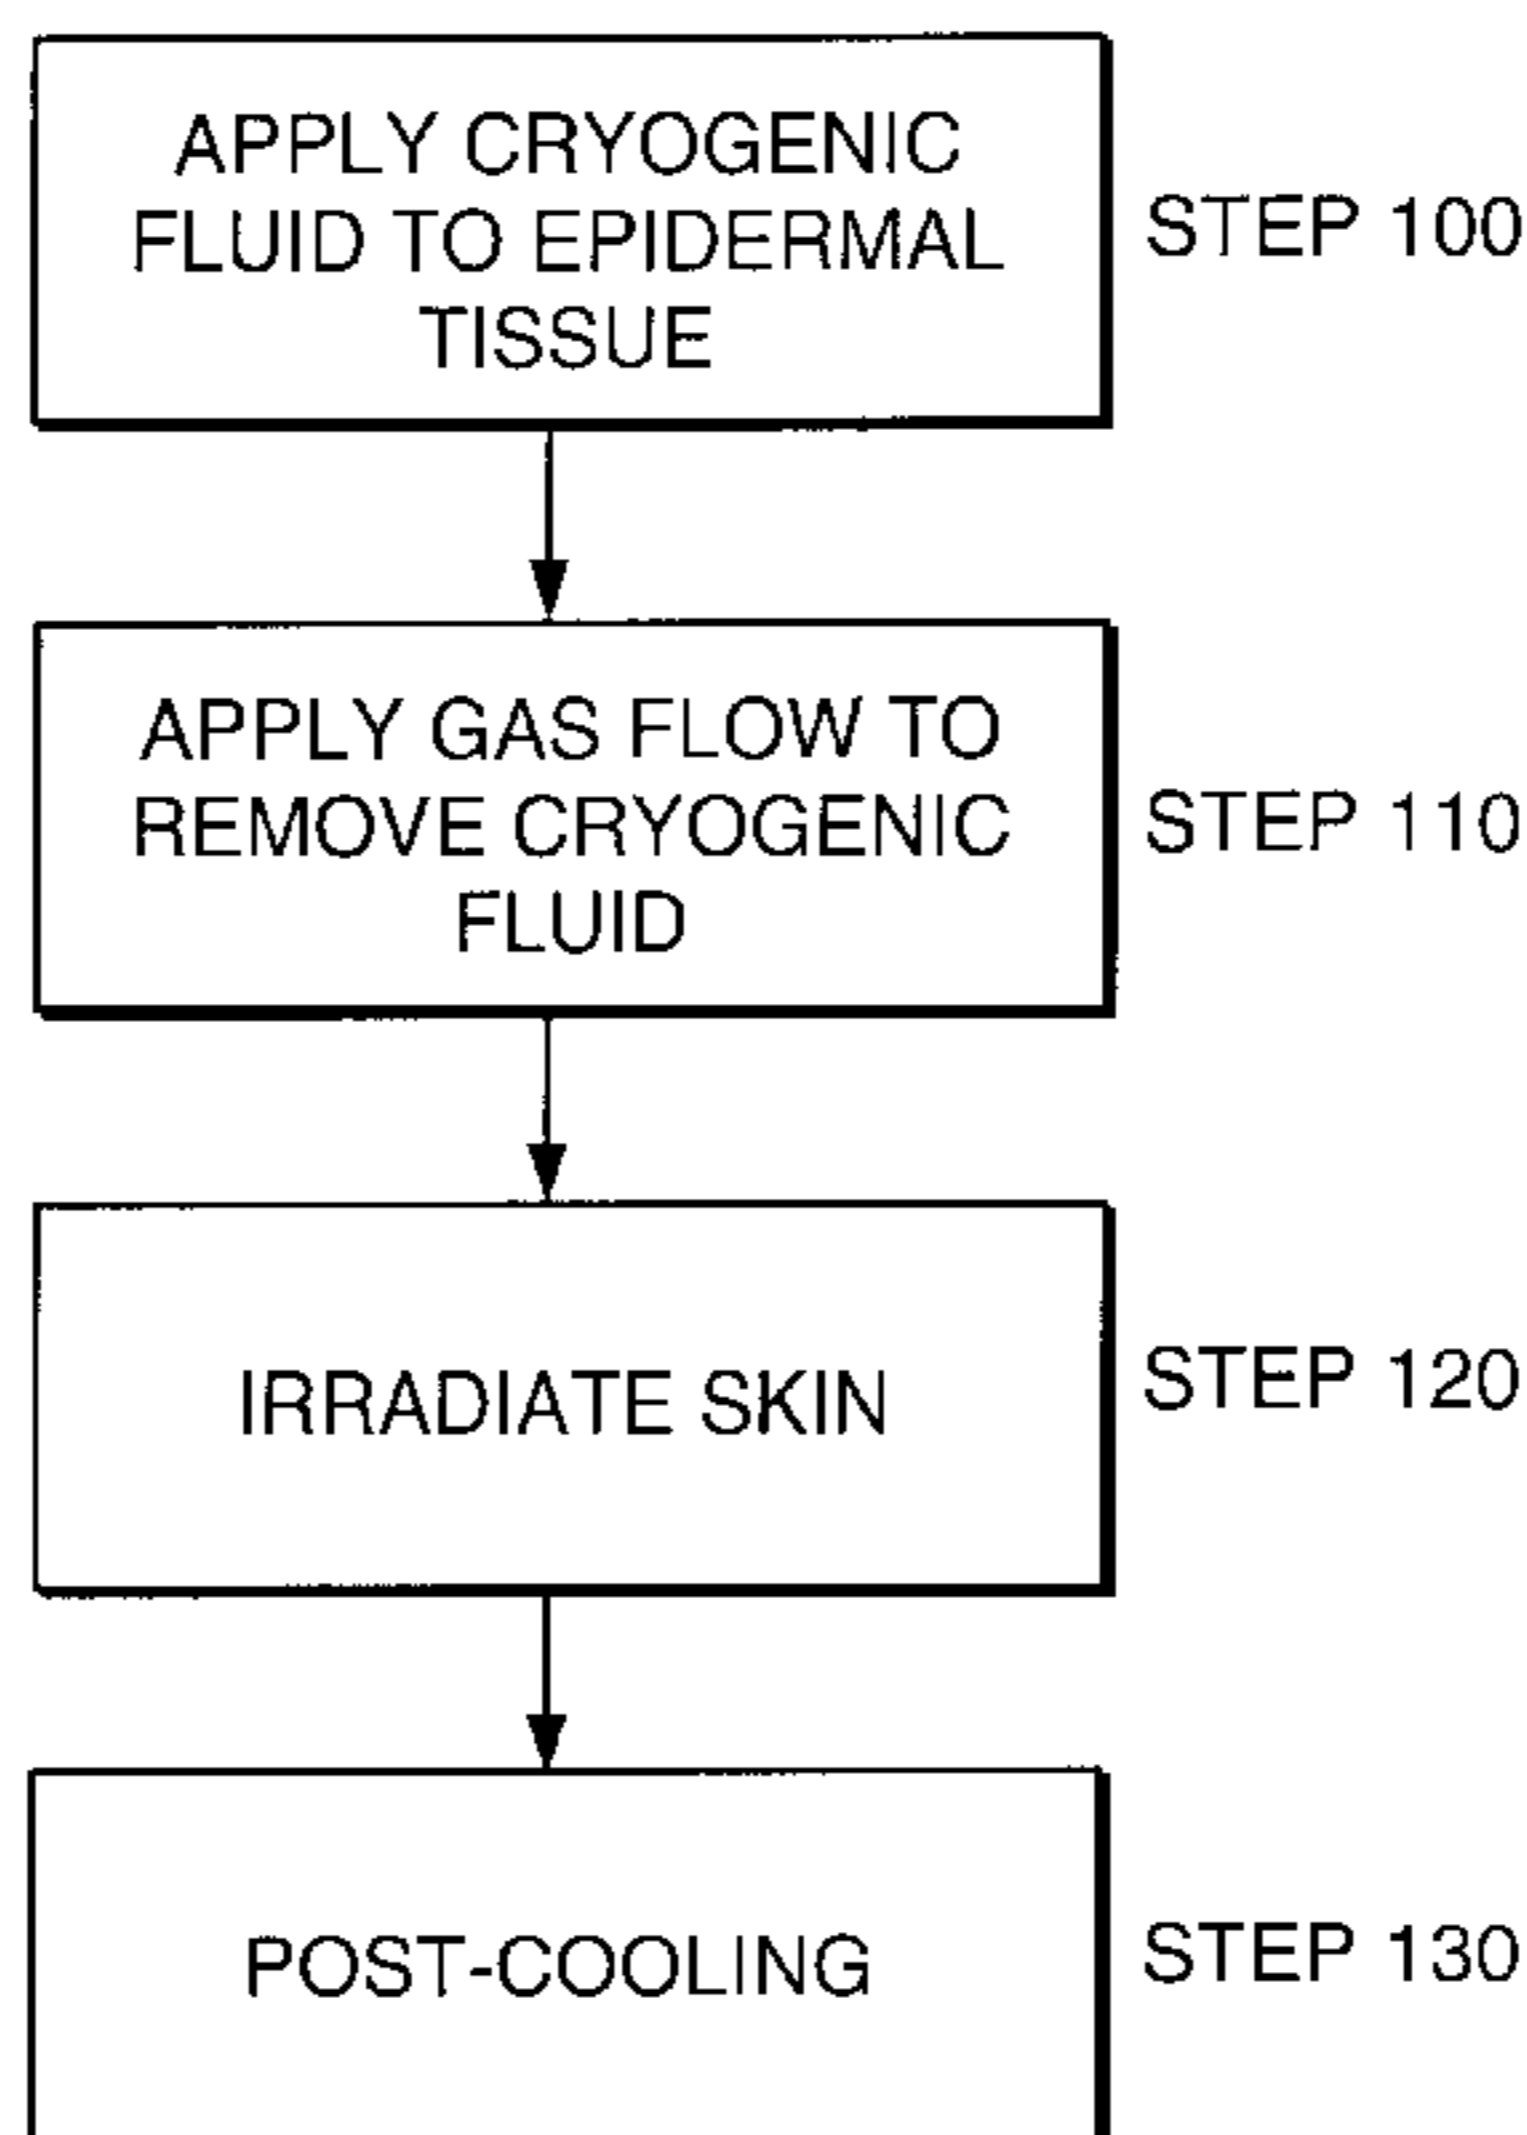 APPLY CRYOGENIC
FLUID TO EPIDERMAL
TISSUE
STEP 100
APPLY GAS FLOW TO
REMOVE CRYOGENIC
FLUID
STEP 110
IRRADIATE SKIN
STEP 120
POST-COOLING
STEP 130